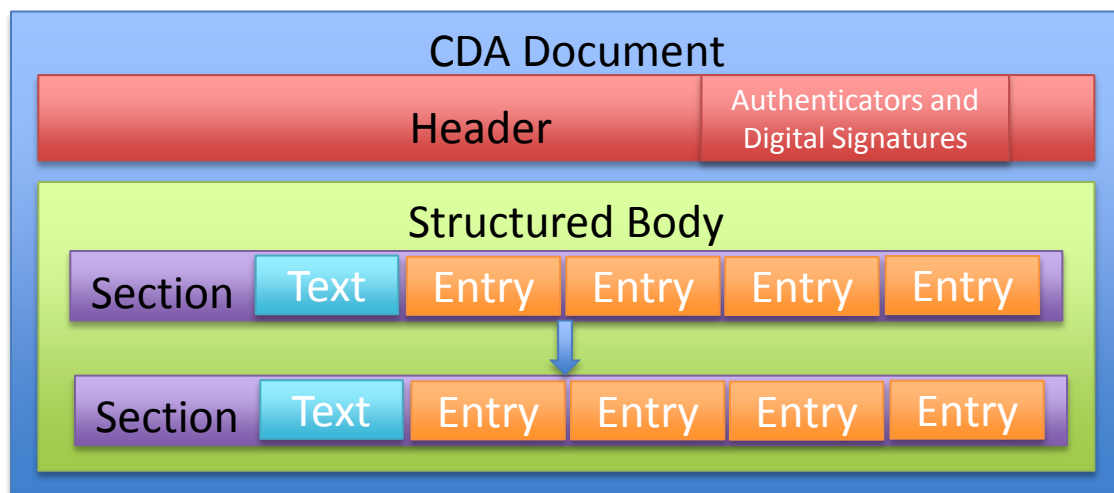 CDA Document
Header
Authenticators and
Digital Signatures
Structured Body
Section Text Entry Entry Entry Entry
Section Text Entry Entry Entry Entry